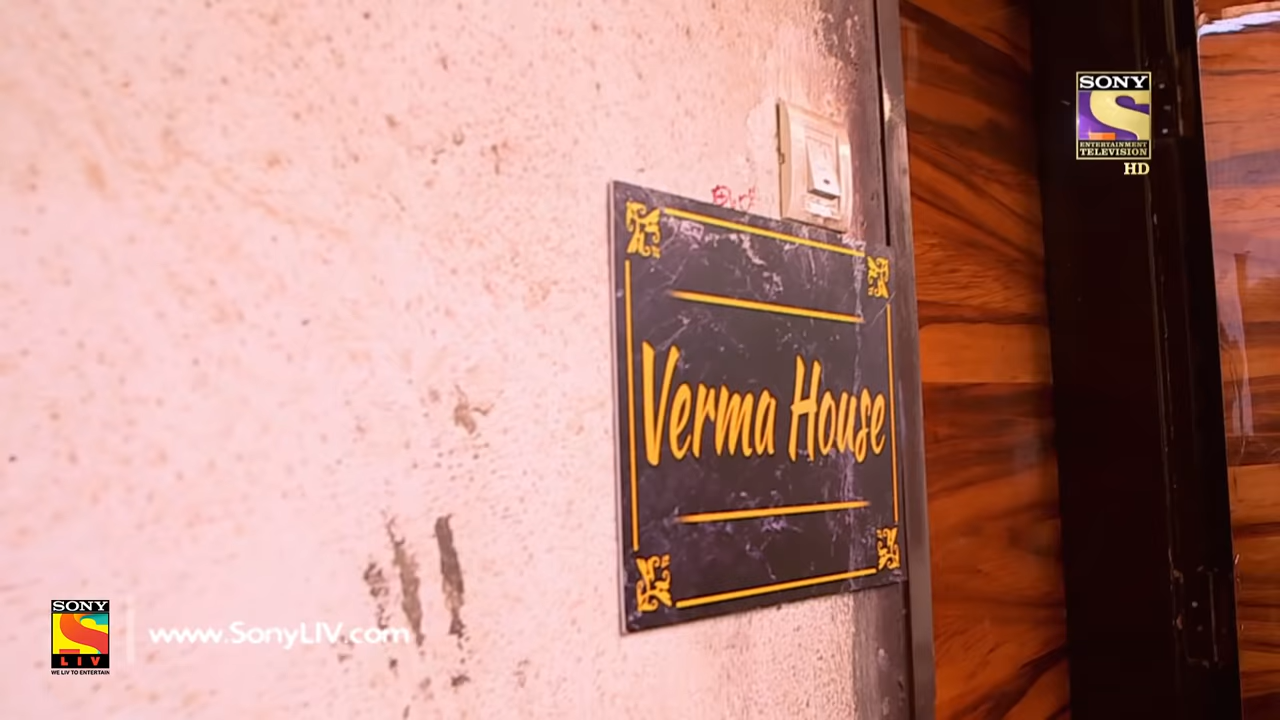 SONY
ENTERTAINMENT
TELEVISION
HD
Verma House
SONY
LIV
WE LIV TO ENTERTAIN
www.SonyLIV.com